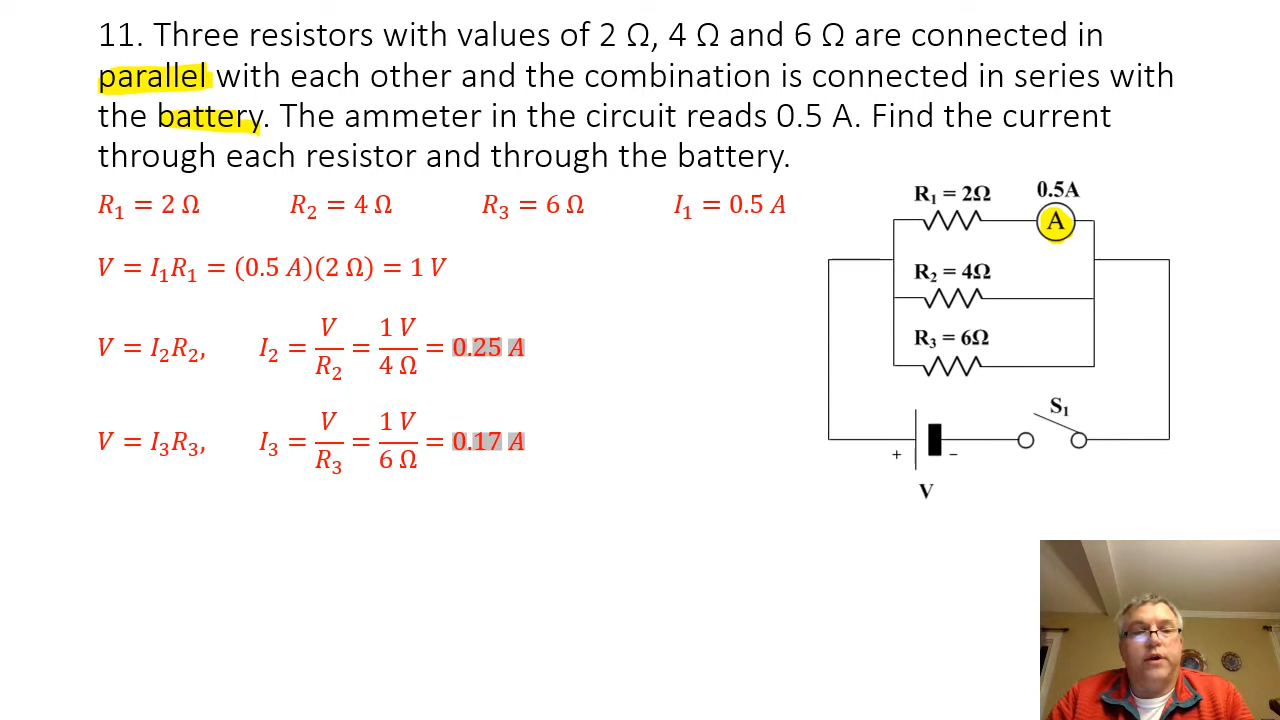 11. Three resistors with values of 2 Ω, 4 Ω and 6 Ω are connected in
parallel with each other and the combination is connected in series with
the battery. The ammeter in the circuit reads 0.5 A. Find the current
through each resistor and through the battery.
R₁ = 2 Ω R₂ = 4 Ω R₃ = 6 Ω I₁ = 0.5 A
V = I₁R₁ = (0.5 A)(2 Ω) = 1 V
V = I₂R₂, I₂ = V/R₂ = 1 V/4 Ω = 0.25 A
V = I₃R₃, I₃ = V/R₃ = 1 V/6 Ω = 0.17 A
R₁ = 2Ω 0.5A
A
R₂ = 4Ω
R₃ = 6Ω
S₁
+ −
V